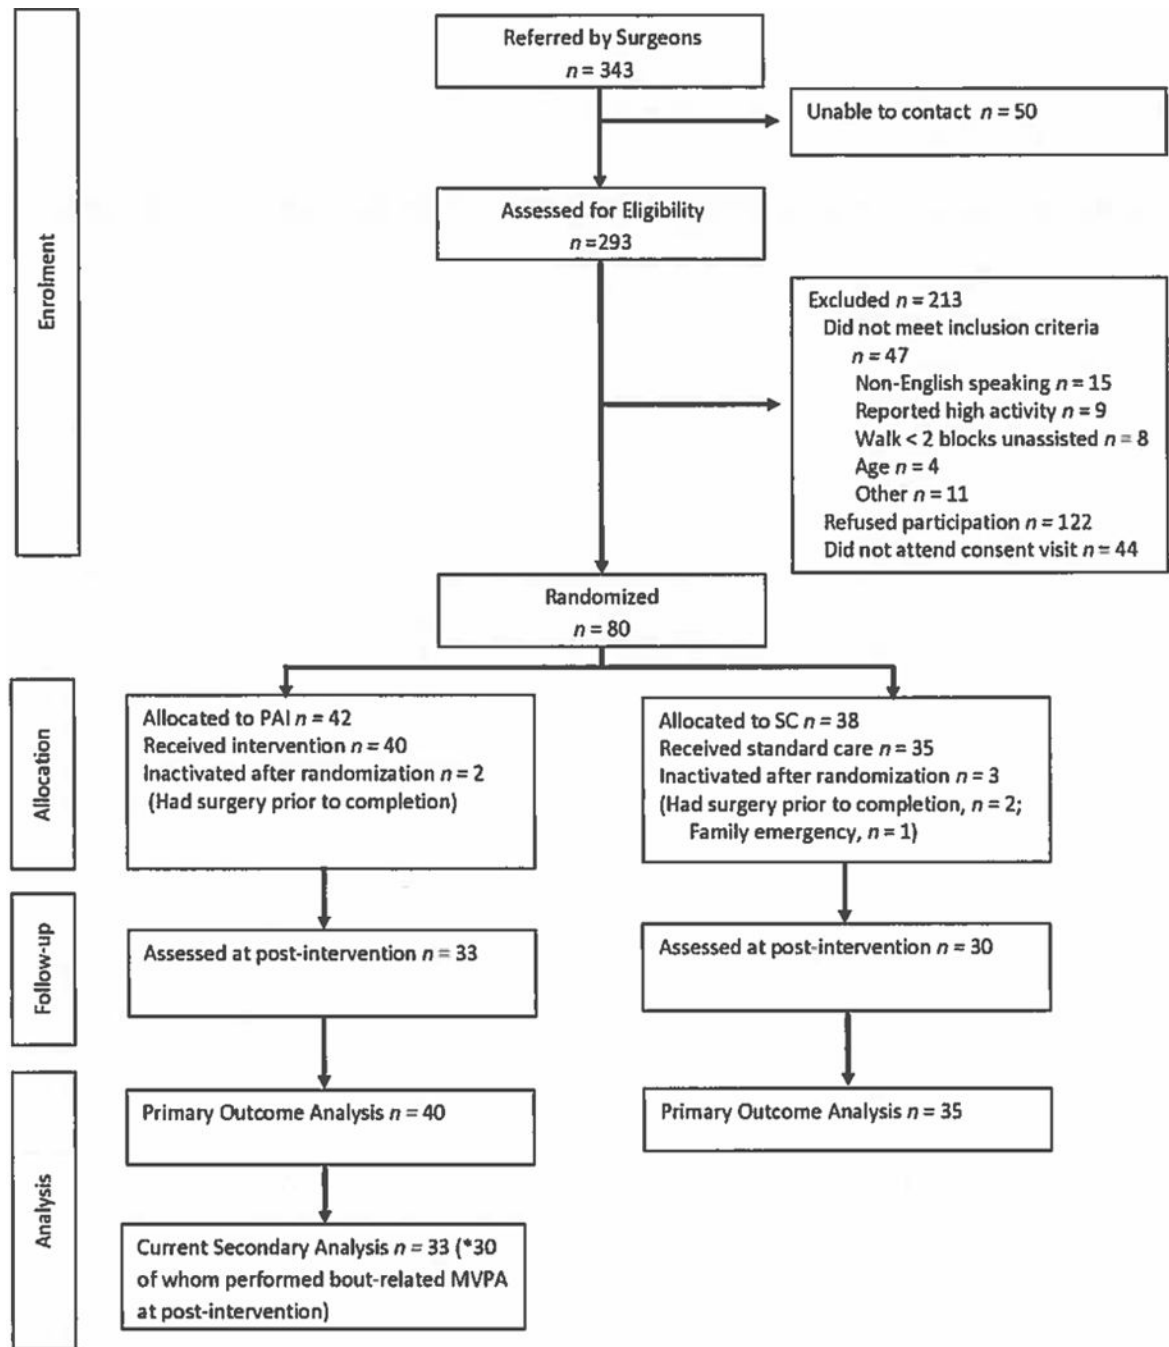 Enrolment
Referred by Surgeons
n = 343
Unable to contact n = 50
Assessed for Eligibility
n =293
Excluded n = 213
Did not meet inclusion criteria
n = 47
Non-English speaking n = 15
Reported high activity n = 9
Walk < 2 blocks unassisted n = 8
Age n = 4
Other n = 11
Refused participation n = 122
Did not attend consent visit n = 44
Randomized
n = 80
Allocation
Allocated to PAI n = 42
Received intervention n = 40
Inactivated after randomization n = 2
(Had surgery prior to completion)
Allocated to SC n = 38
Received standard care n = 35
Inactivated after randomization n = 3
(Had surgery prior to completion, n = 2;
Family emergency, n = 1)
Follow-up
Assessed at post-intervention n = 33
Assessed at post-intervention n = 30
Analysis
Primary Outcome Analysis n = 40
Primary Outcome Analysis n = 35
Current Secondary Analysis n = 33 (*30
of whom performed bout-related MVPA
at post-intervention)